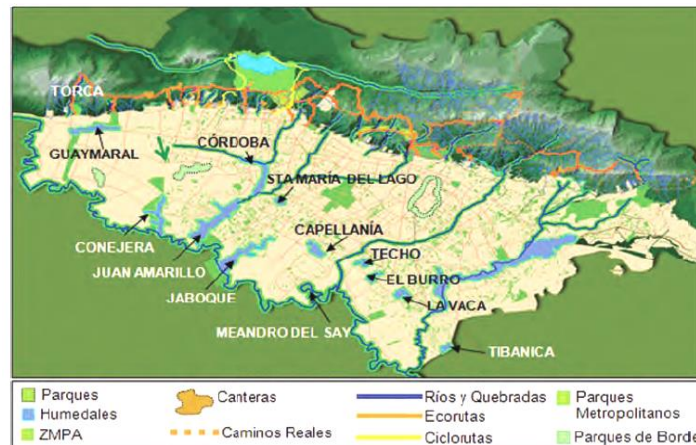 TORCA
GUAYMARAL
CÓRDOBA
STA MARÍA DEL LAGO
CONEJERA
CAPELLANÍA
JUAN AMARILLO
TECHO
JABOQUE
EL BURRO
LA VACA
MEANDRO DEL SAY
TIBANICA
Parques
Humedales
ZMPA
Canteras
Caminos Reales
Ríos y Quebradas
Ecorutas
Ciclorutas
Parques
Metropolitanos
Parques de Borde